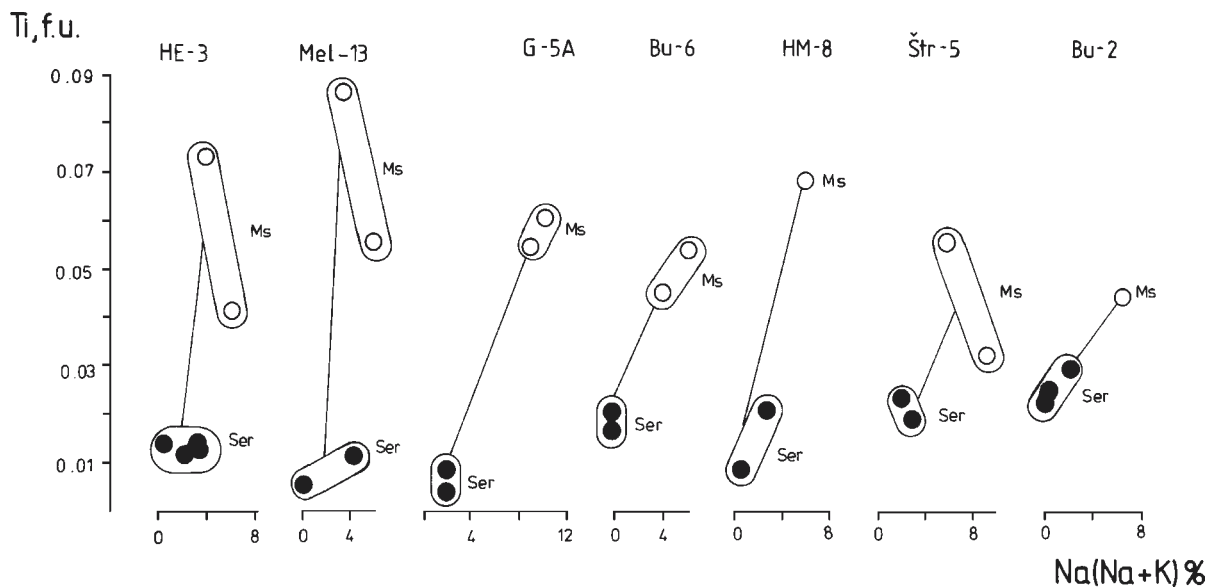 Ti, f.u.
HE-3 Mel-13 G-5A Bu-6 HM-8 Štr-5 Bu-2
0.09
0.07 Ms Ms
Ms Ms
Ms Ms
0.05 Ms
0.03
Ser Ser
Ser Ser Ser
Ser Ser
0.01
0 8 0 4 4 12 0 4 0 8 0 8 0 8
Na(Na+K) %